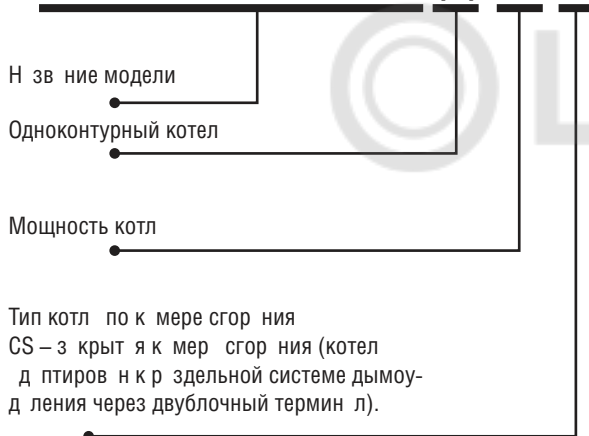 Н зв ние модели
Одноконтурный котел
Мощность котл
Тип котл по к мере сгор ния
CS – з крыт я к мер сгор ния (котел
д птиров н к р здельной системе дымоу-
д ления через двублочный термин л).